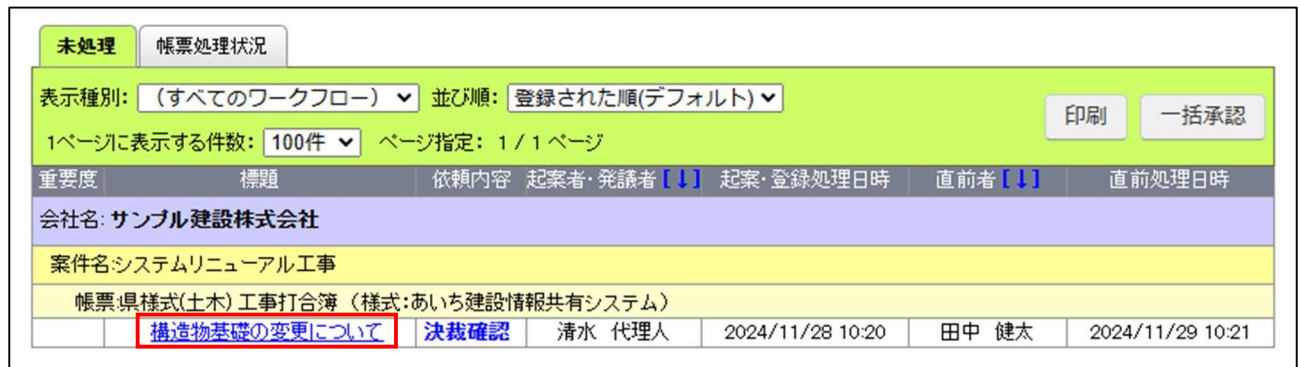 未処理 帳票処理状況
表示種別: (すべてのワークフロー) 並び順: 登録された順(デフォルト)
印刷 一括承認
1ページに表示する件数: 100件 ページ指定: 1 / 1 ページ
重要度 標題 依頼内容 起案者・発議者【↓】 起案・登録処理日時 直前者【↓】 直前処理日時
会社名:サンプル建設株式会社
案件名:システムリニューアル工事
帳票:県様式(土木) 工事打合簿 (様式:あいち建設情報共有システム)
構造物基礎の変更について 決裁確認 清水 代理人 2024/11/28 10:20 田中 健太 2024/11/29 10:21